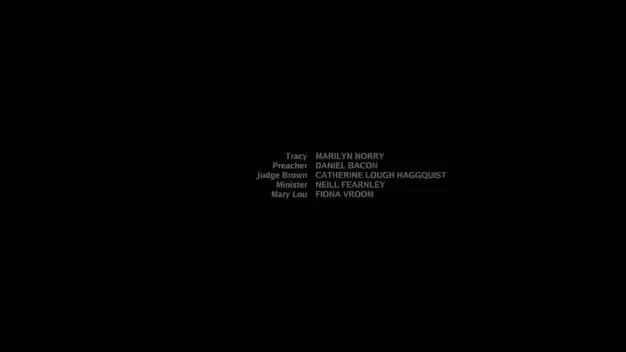 Tracy MARILYN NORRY
Preacher DANIEL BACON
Judge Brown CATHERINE LOUGH HAGGQUIST
Minister NEILL FEARNLEY
Mary Lou FIONA VROOM